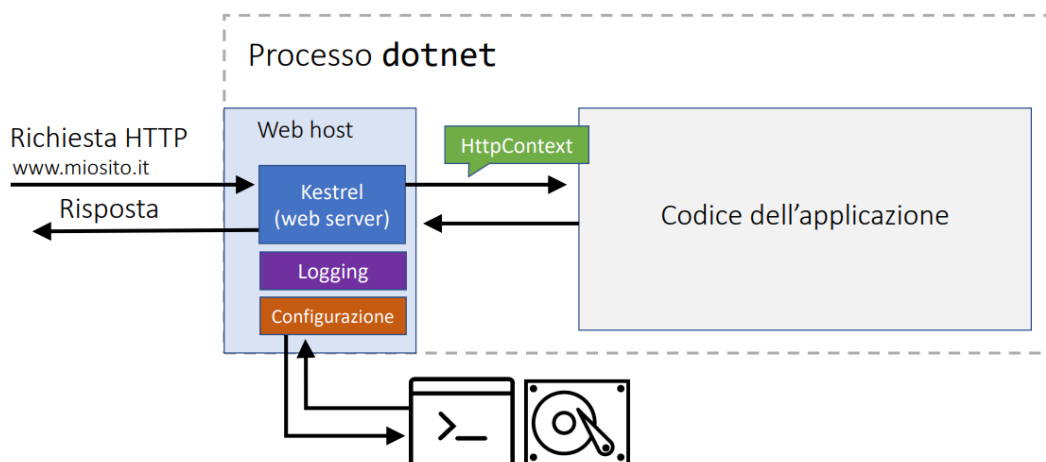 Processo dotnet
Web host
Richiesta HTTP
www.miosito.it
Risposta
Kestrel
(web server)
HttpContext
Codice dell’applicazione
Logging
Configurazione
>_